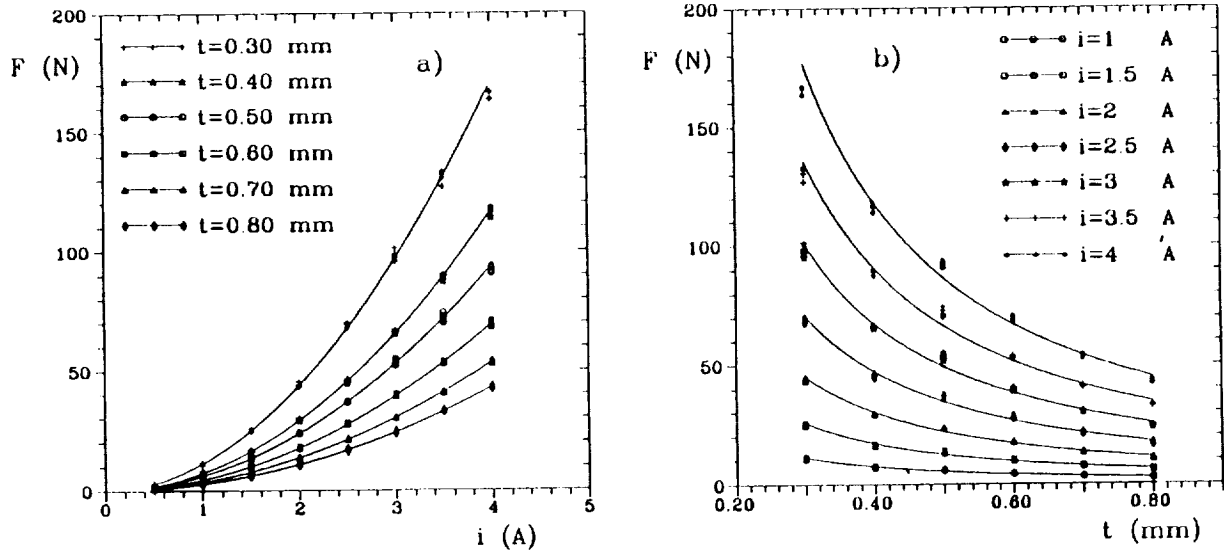 200
F (N)
150
100
50
0
0
1
2
3
4
5
i (A)
a)
t=0.30 mm
t=0.40 mm
t=0.50 mm
t=0.60 mm
t=0.70 mm
t=0.80 mm
200
F (N)
150
100
50
0
0.20
0.40
0.60
0.80
t (mm)
b)
i=1 A
i=1.5 A
i=2 A
i=2.5 A
i=3 A
i=3.5 A
i=4 A